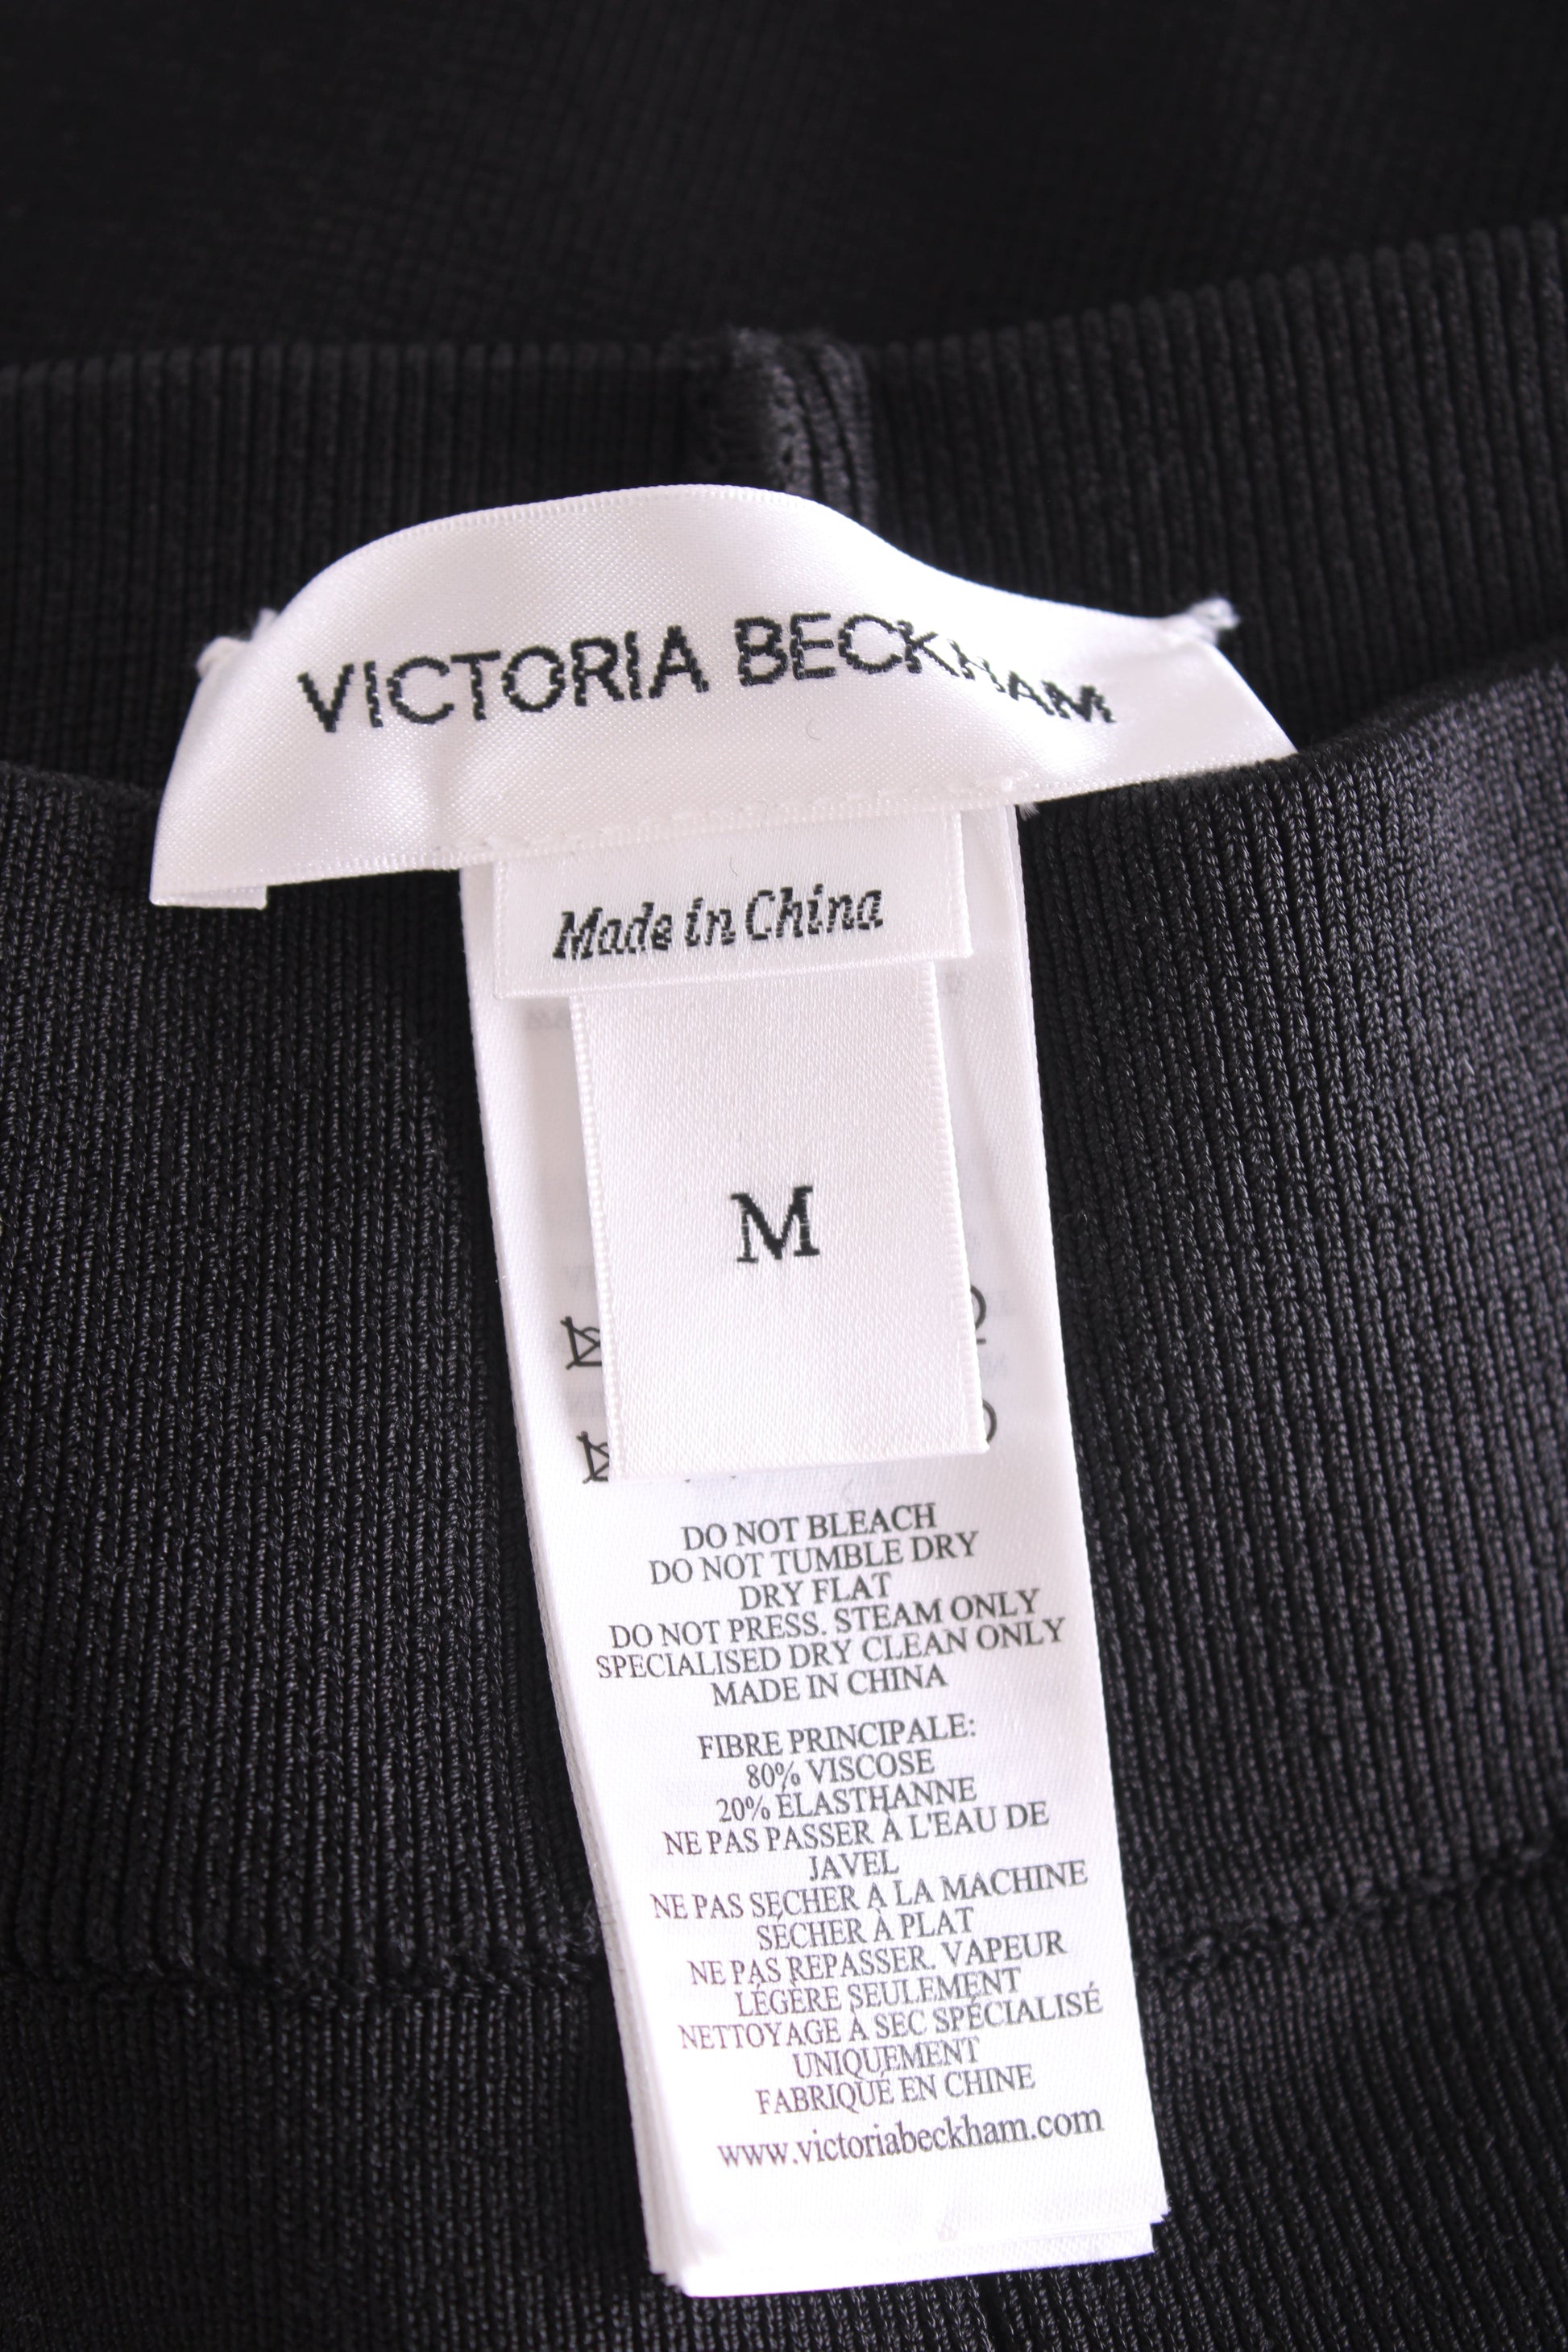 VICTORIA BECKHAM
Made in China
M
DO NOT BLEACH
DO NOT TUMBLE DRY
DRY FLAT
DO NOT PRESS. STEAM ONLY
SPECIALISED DRY CLEAN ONLY
MADE IN CHINA
FIBRE PRINCIPALE:
80% VISCOSE
20% ÉLASTHANNE
NE PAS PASSER À L'EAU DE
JAVEL
NE PAS SÉCHER À LA MACHINE
SÉCHER À PLAT
NE PAS REPASSER. VAPEUR
LÉGÈRE SEULEMENT
NETTOYAGE À SEC SPÉCIALISÉ
UNIQUEMENT
FABRIQUÉ EN CHINE
www.victoriabeckham.com